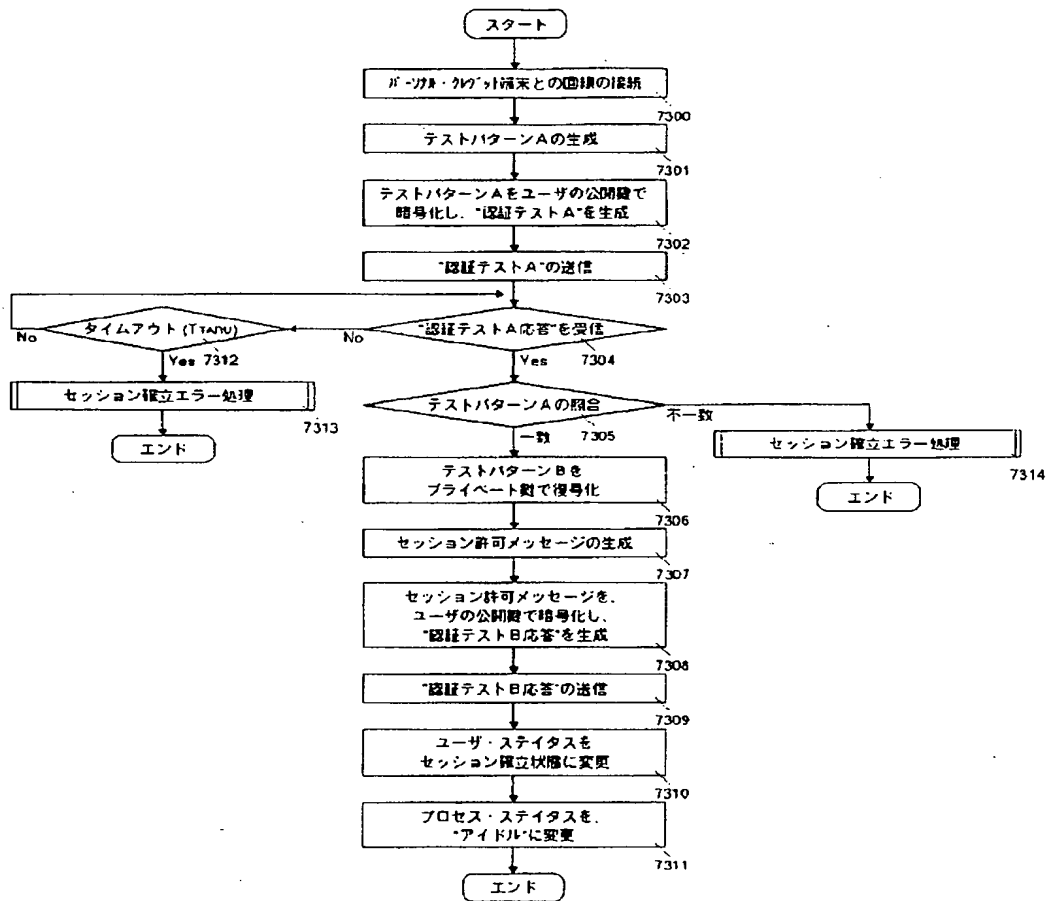 スタート
パーソナル・クレジット端末との回線の接続
7300
テストパターンAの生成
7301
テストパターンAをユーザの公開鍵で
暗号化し、"認証テストA"を生成
7302
"認証テストA"の送信
7303
"認証テストA応答"を受信
7304
No
Yes
タイムアウト(TTADU)
7312
No
Yes
セッション確立エラー処理
7313
エンド
テストパターンAの照合
7305
不一致
一致
セッション確立エラー処理
7314
エンド
テストパターンBを
プライベート鍵で復号化
7306
セッション許可メッセージの生成
7307
セッション許可メッセージを、
ユーザの公開鍵で暗号化し、
"認証テストB応答"を生成
7308
"認証テストB応答"の送信
7309
ユーザ・ステイタスを
セッション確立状態に変更
7310
プロセス・ステイタスを、
"アイドル"に変更
7311
エンド